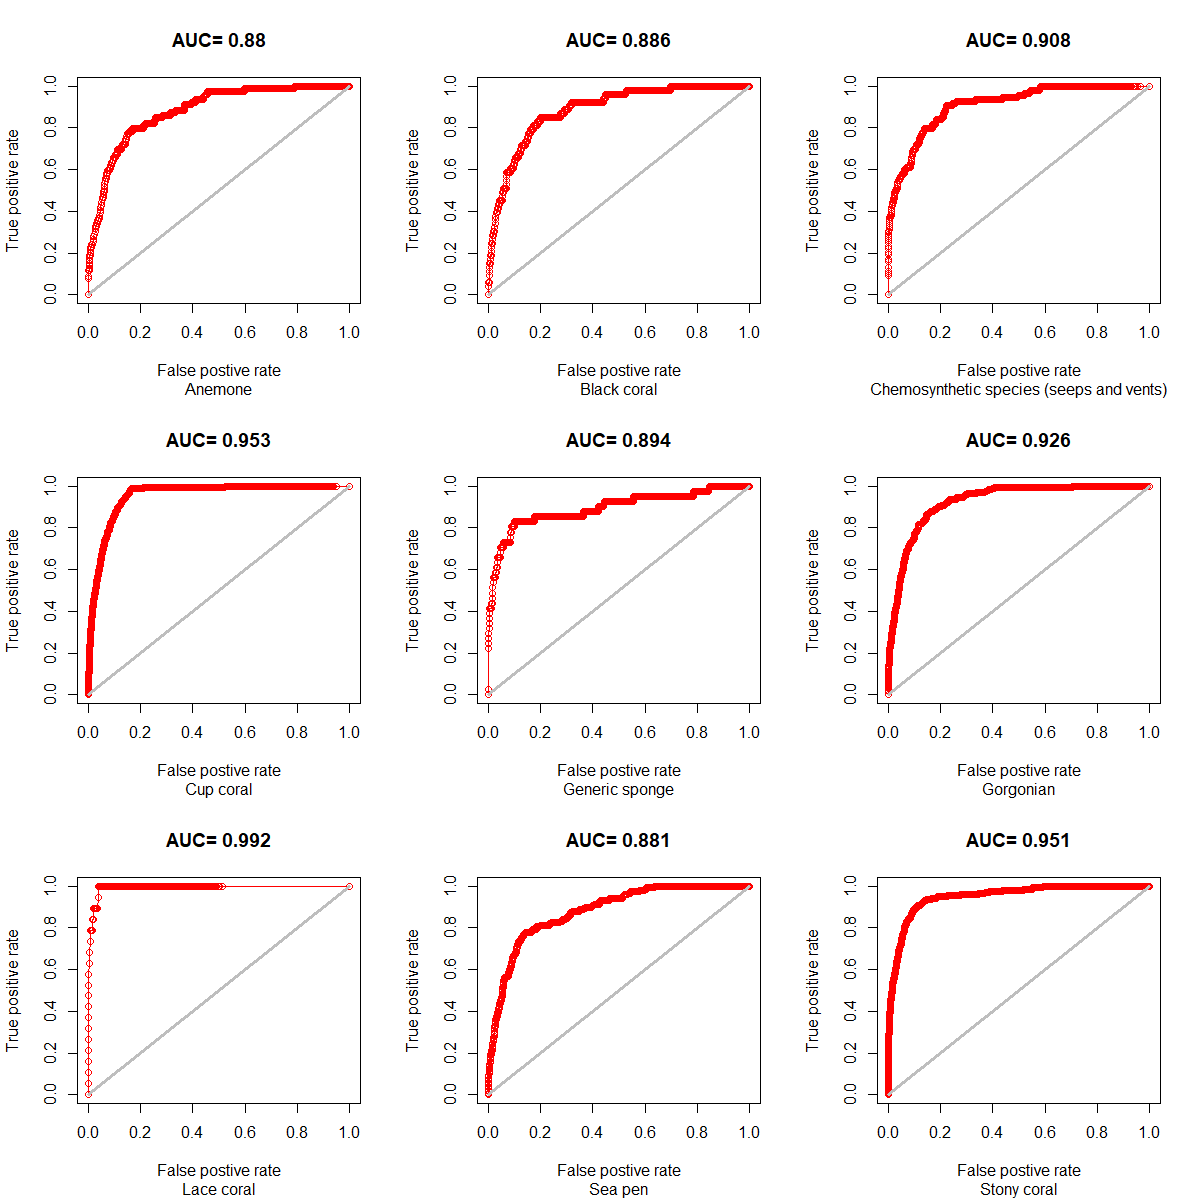 AUC= 0.88
True positive rate
0.0 0.2 0.4 0.6 0.8 1.0
0.0 0.2 0.4 0.6 0.8 1.0
False postive rate
Anemone
AUC= 0.886
True positive rate
0.0 0.2 0.4 0.6 0.8 1.0
0.0 0.2 0.4 0.6 0.8 1.0
False postive rate
Black coral
AUC= 0.908
True positive rate
0.0 0.2 0.4 0.6 0.8 1.0
0.0 0.2 0.4 0.6 0.8 1.0
False postive rate
Chemosynthetic species (seeps and vents)
AUC= 0.953
True positive rate
0.0 0.2 0.4 0.6 0.8 1.0
0.0 0.2 0.4 0.6 0.8 1.0
False postive rate
Cup coral
AUC= 0.894
True positive rate
0.0 0.2 0.4 0.6 0.8 1.0
0.0 0.2 0.4 0.6 0.8 1.0
False postive rate
Generic sponge
AUC= 0.926
True positive rate
0.0 0.2 0.4 0.6 0.8 1.0
0.0 0.2 0.4 0.6 0.8 1.0
False postive rate
Gorgonian
AUC= 0.992
True positive rate
0.0 0.2 0.4 0.6 0.8 1.0
0.0 0.2 0.4 0.6 0.8 1.0
False postive rate
Lace coral
AUC= 0.881
True positive rate
0.0 0.2 0.4 0.6 0.8 1.0
0.0 0.2 0.4 0.6 0.8 1.0
False postive rate
Sea pen
AUC= 0.951
True positive rate
0.0 0.2 0.4 0.6 0.8 1.0
0.0 0.2 0.4 0.6 0.8 1.0
False postive rate
Stony coral